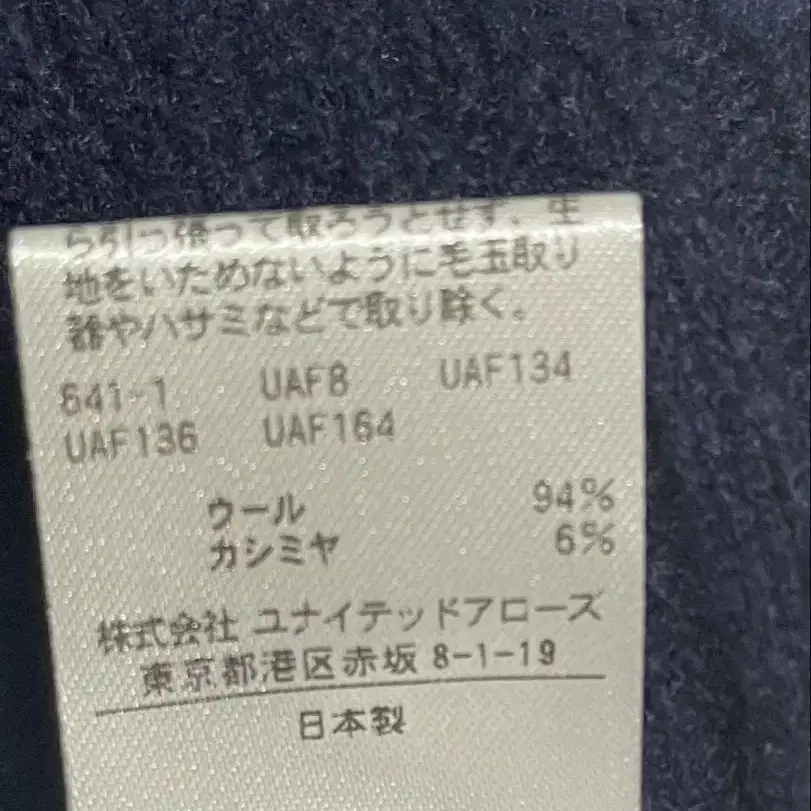 ら引っ張って取ろうとせず、生
地をいためないように毛玉取り
器やハサミなどで取り除く。
641-1 UAF8 UAF134
UAF136 UAF164
ウール 94%
カシミヤ 6%
株式会社 ユナイテッドアローズ
東京都港区赤坂 8-1-19
日本製